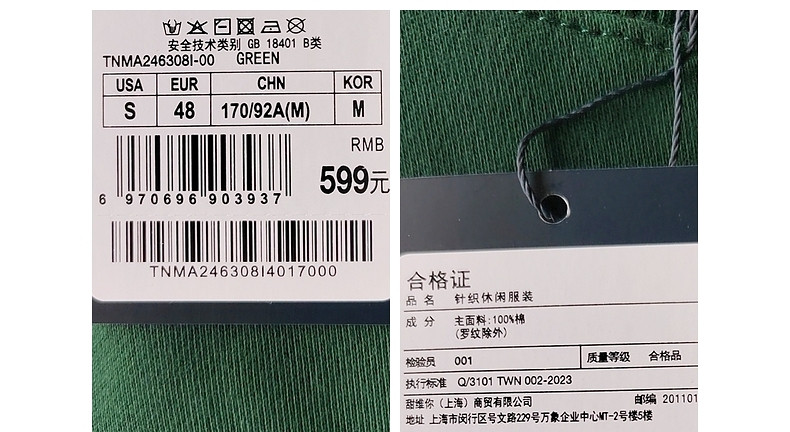 安全技术类别 GB 18401 B类
TNMA246308I-00 GREEN
USA EUR CHN KOR
S 48 170/92A(M) M
RMB
599元
6 970696 903937
TNMA246308I4017000
合格证
品 名 针织休闲服装
成 分 主面料:100%棉
(罗纹除外)
检验员 001 质量等级 合格品
执行标准 Q/3101 TWN 002-2023
甜维你(上海)商贸有限公司 邮编 201101
地址 上海市闵行区号文路229号万象企业中心MT-2号楼5楼